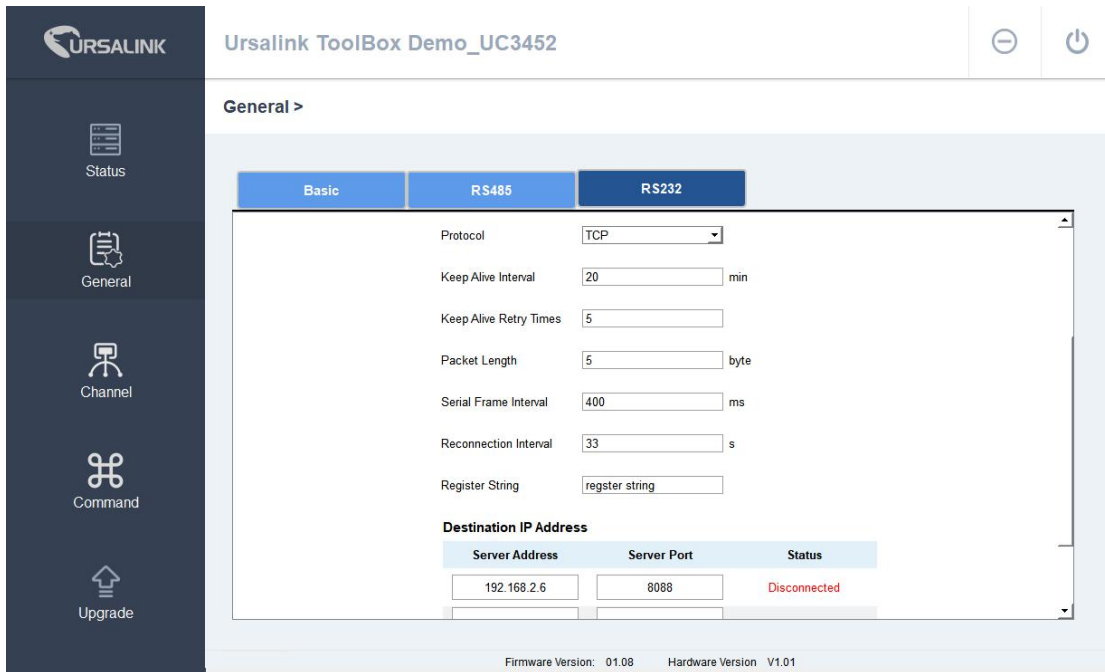 URSALINK
Ursalink ToolBox Demo_UC3452
General >
Status
General
Channel
Command
Upgrade
Basic RS485 RS232
Protocol TCP
Keep Alive Interval 20 min
Keep Alive Retry Times 5
Packet Length 5 byte
Serial Frame Interval 400 ms
Reconnection Interval 33 s
Register String regster string
Destination IP Address
Server Address Server Port Status
192.168.2.6 8088 Disconnected
Firmware Version: 01.08 Hardware Version V1.01